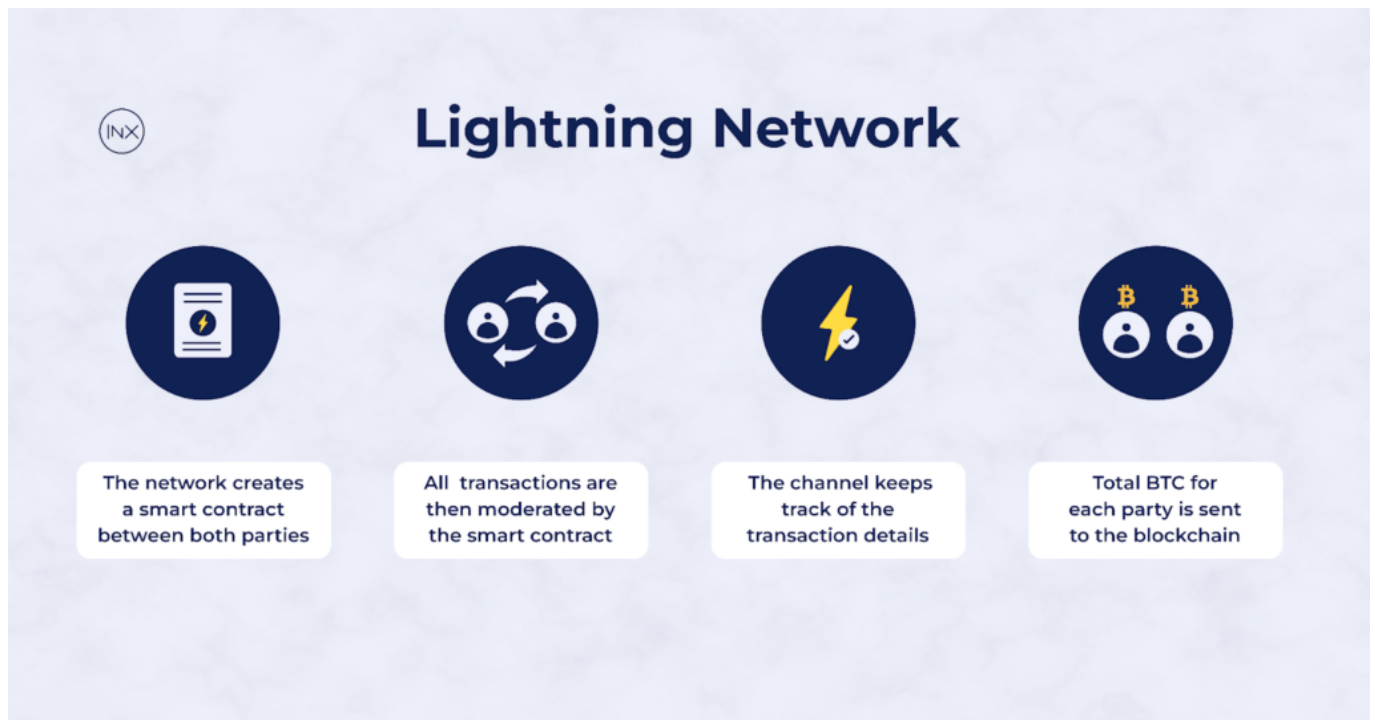 INX
Lightning Network
The network creates
a smart contract
between both parties
All  transactions are
then moderated by
the smart contract
The channel keeps
track of the
transaction details
Total BTC for
each party is sent
to the blockchain